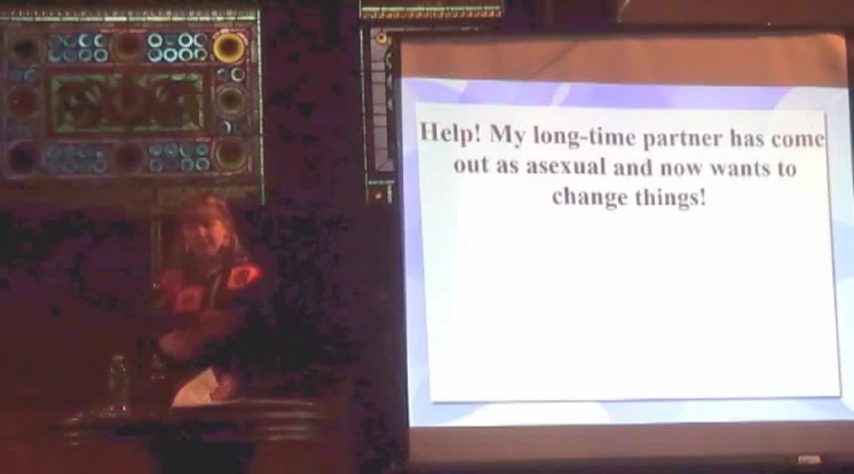 Help! My long-time partner has come
out as asexual and now wants to
change things!